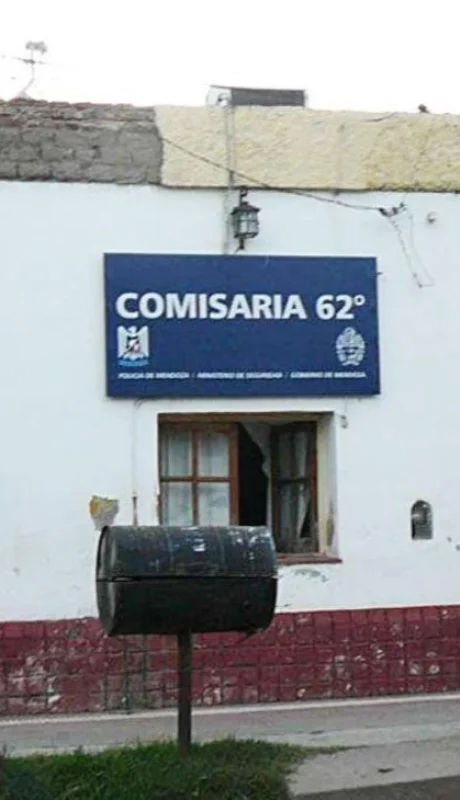 COMISARIA 62°
POLICIA DE MENDOZA / MINISTERIO DE SEGURIDAD / GOBIERNO DE MENDOZA